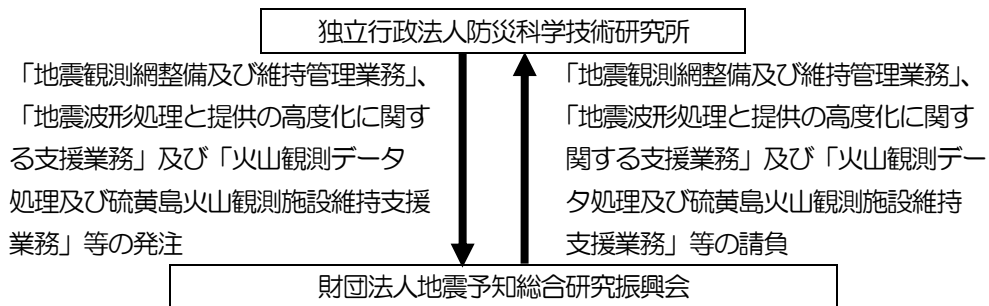 独立行政法人防災科学技術研究所
「地震観測網整備及び維持管理業務」、
「地震波形処理と提供の高度化に関す
る支援業務」及び「火山観測データ
処理及び硫黄島火山観測施設維持支援
業務」等の発注
「地震観測網整備及び維持管理業務」、
「地震波形処理と提供の高度化に関す
関する支援業務」及び「火山観測デー
タ処理及び硫黄島火山観測施設維持
支援業務」等の請負
財団法人地震予知総合研究振興会